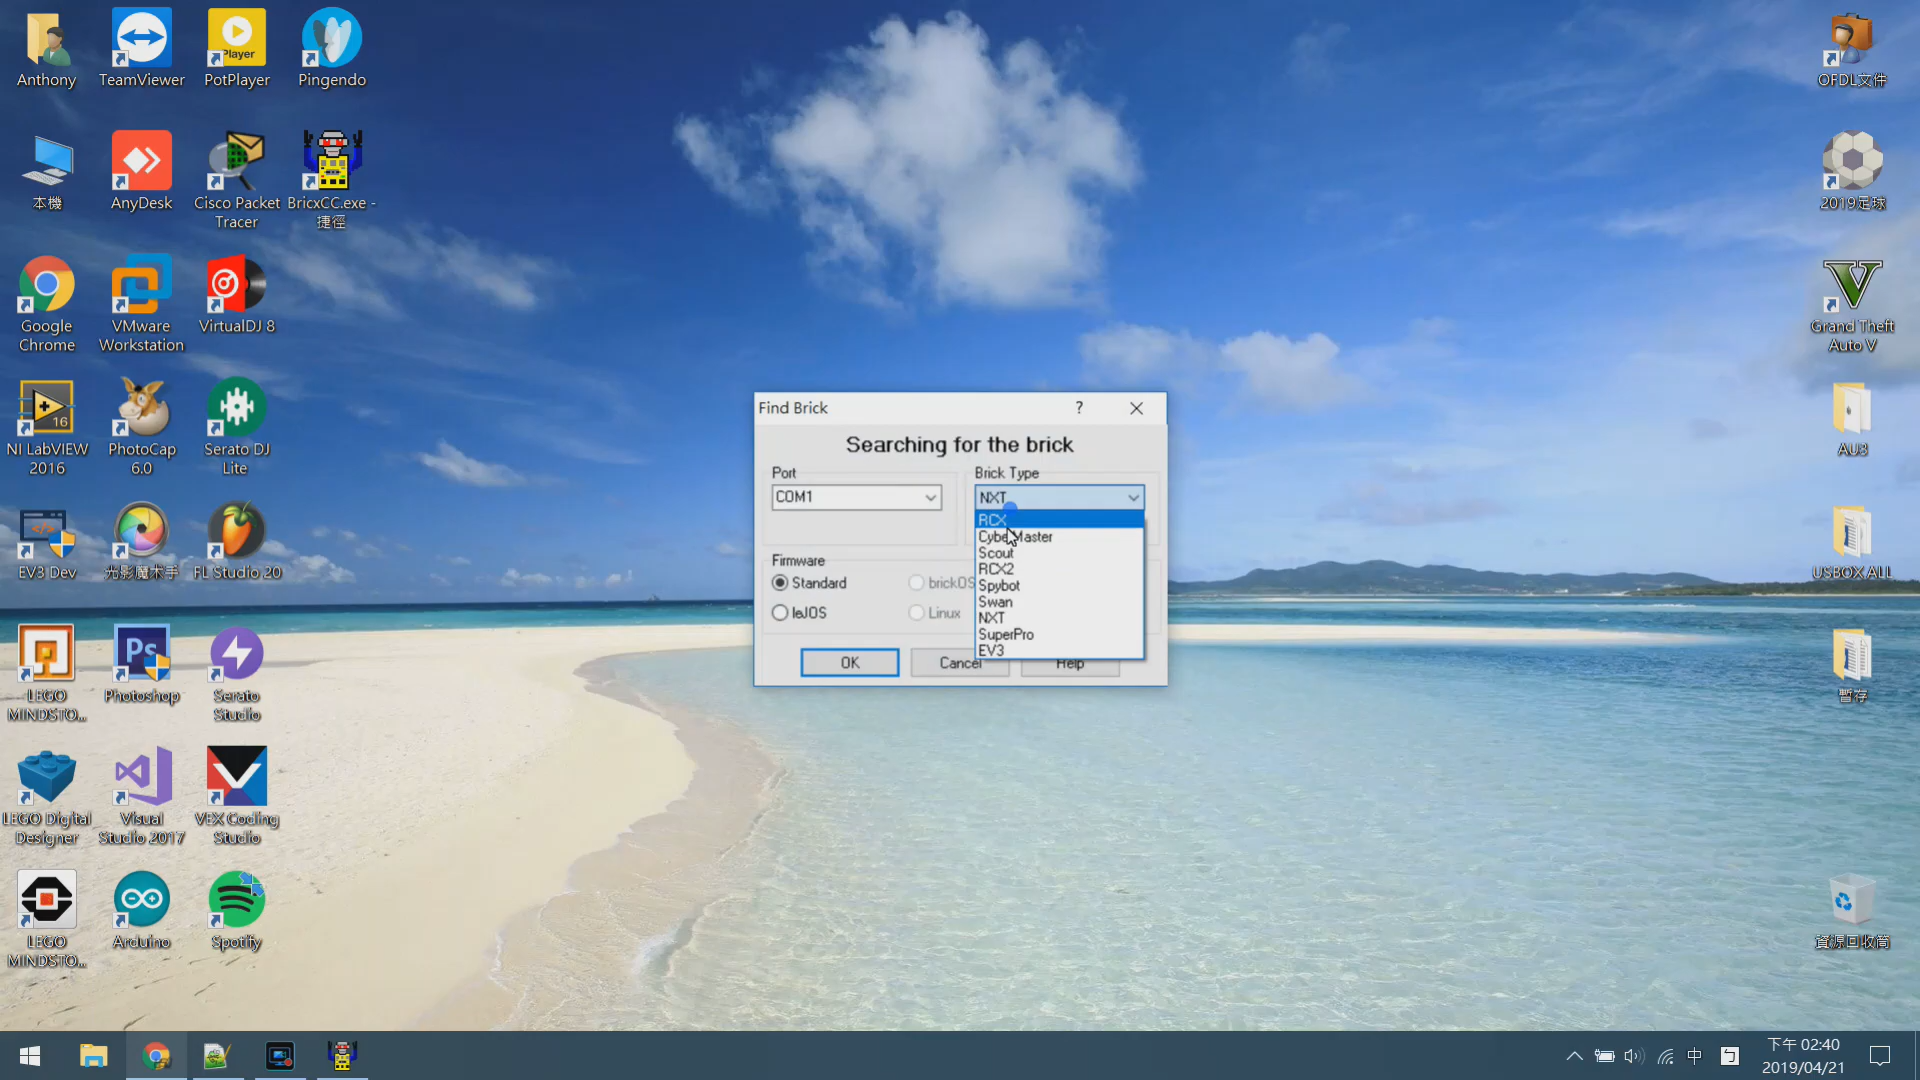 Anthony
TeamViewer
Player
PotPlayer
Pingendo
本機
AnyDesk
Cisco Packet
Tracer
BricxCC.exe -
捷徑
Google
Chrome
VMware
Workstation
VirtualDJ 8
16
NI LabVIEW
2016
PhotoCap
6.0
Serato DJ
Lite
EV3 Dev
光影魔术手
FL Studio 20
LEGO
MINDSTO...
Ps
Photoshop
Serato
Studio
LEGO Digital
Designer
Visual
Studio 2017
VEX Coding
Studio
LEGO
MINDSTO...
Arduino
Spotify
OFDL文件
2019足球
Grand Theft
Auto V
AU3
USBOX ALL
暫存
資源回收筒
Find Brick
?
Searching for the brick
Port
COM1
Brick Type
NXT
RCX
CyberMaster
Scout
RCX2
Spybot
Swan
NXT
SuperPro
EV3
Firmware
Standard
brickOS
leJOS
Linux
OK
Cancel
Help
中
ㄅ
下午 02:40
2019/04/21